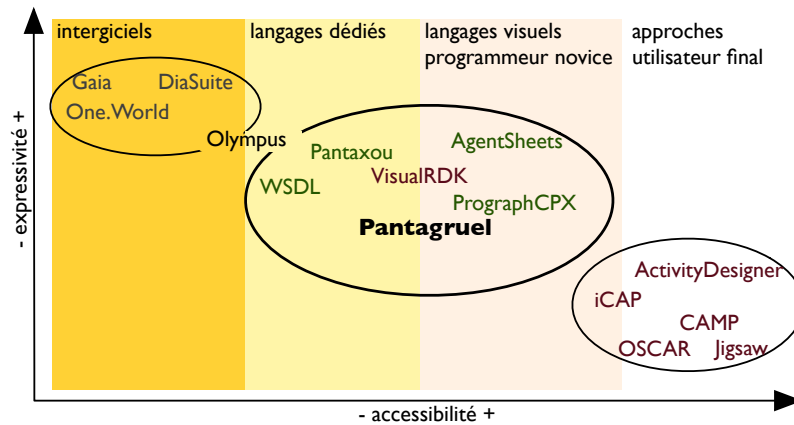 intergiciels
langages dédiés
langages visuels
programmeur novice
approches
utilisateur final
Gaia
DiaSuite
One.World
Olympus
Pantaxou
AgentSheets
WSDL
VisualRDK
PrographCPX
Pantagruel
ActivityDesigner
iCAP
CAMP
OSCAR
Jigsaw
- expressivité +
- accessibilité +